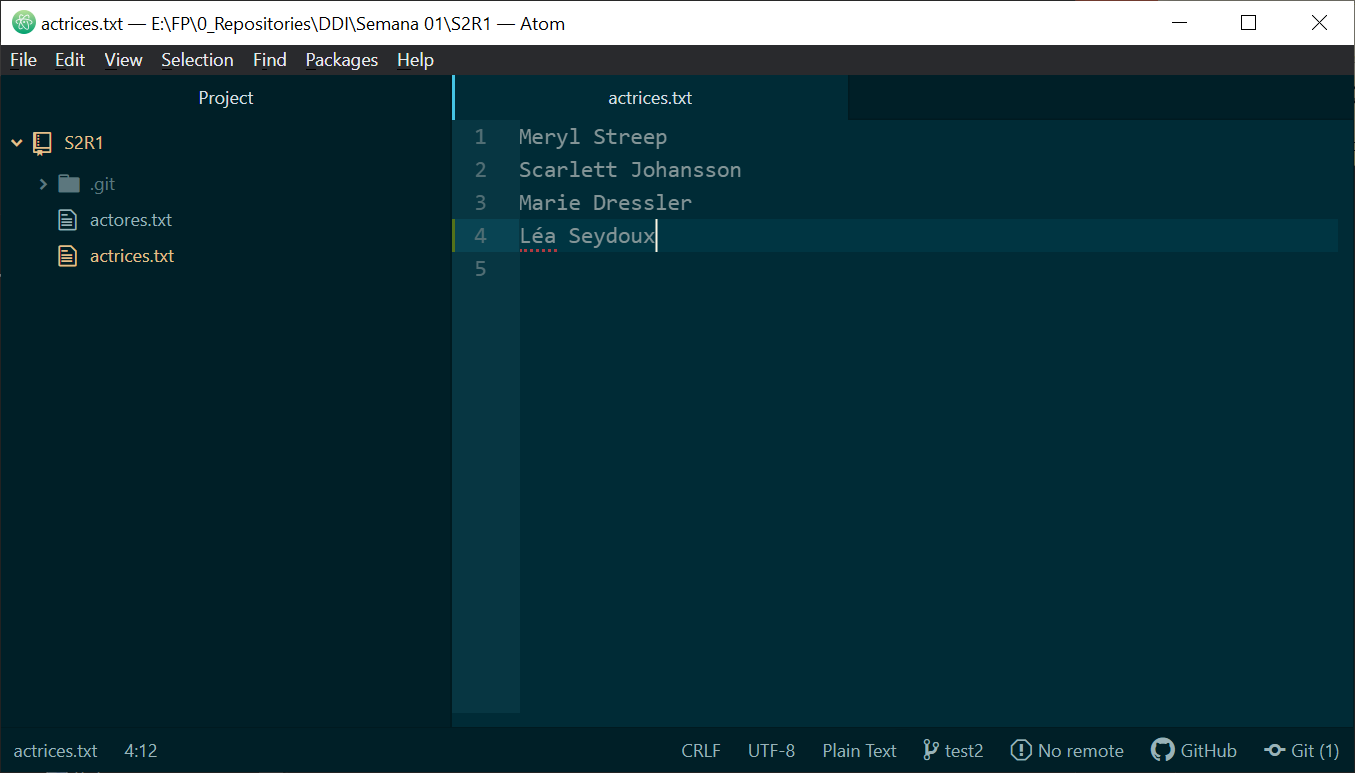 actrices.txt — E:\FP\0_Repositories\DDI\Semana 01\S2R1 — Atom
File Edit View Selection Find Packages Help
Project
actrices.txt
S2R1
.git
actores.txt
actrices.txt
1 Meryl Streep
2 Scarlett Johansson
3 Marie Dressler
4 Léa Seydoux
5
actrices.txt 4:12 CRLF UTF-8 Plain Text test2 No remote GitHub Git (1)